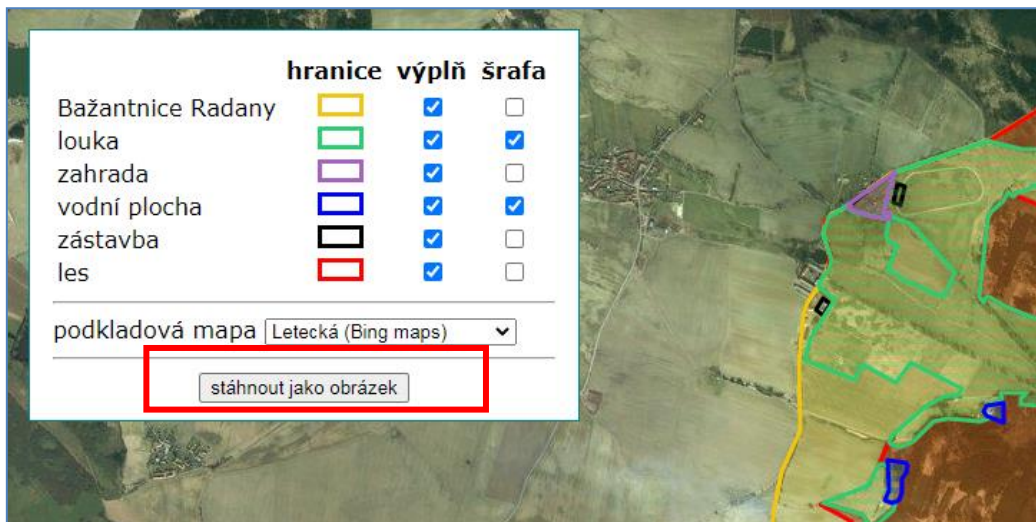 hranice výplň šrafa
Bažantnice Radany
louka
zahrada
vodní plocha
zástavba
les
podkladová mapa Letecká (Bing maps)
stáhnout jako obrázek